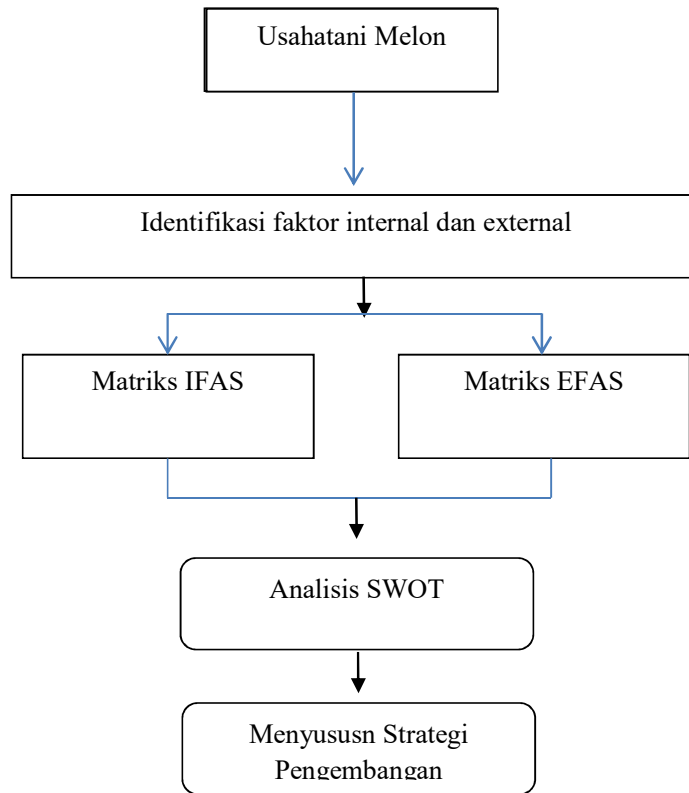 Usahatani Melon
Identifikasi faktor internal dan external
Matriks IFAS
Matriks EFAS
Analisis SWOT
Menyususn Strategi
Pengembangan